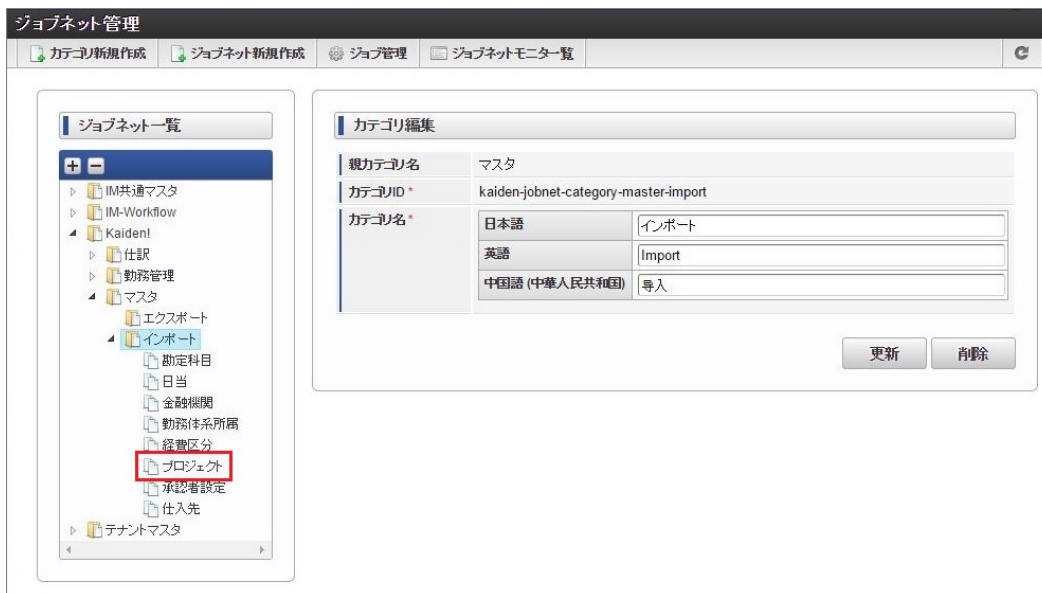 ジョブネット管理
カテゴリ新規作成 ジョブネット新規作成 ジョブ管理 ジョブネットモニタ一覧
ジョブネット一覧
IM共通マスタ
IM-Workflow
Kaiden!
仕訳
勤務管理
マスタ
エクスポート
インポート
勘定科目
日当
金融機関
勤務体系所属
経費区分
プロジェクト
承認者設定
仕入先
テナントマスタ
カテゴリ編集
親カテゴリ名 マスタ
カテゴリID * kaiden-jobnet-category-master-import
カテゴリ名 *
日本語 インポート
英語 Import
中国語 (中華人民共和国) 导入
更新 削除